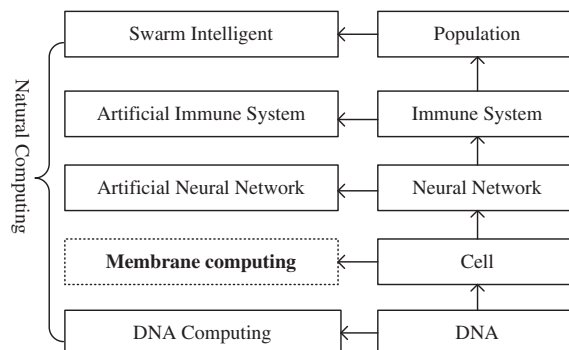 Natural Computing
Swarm Intelligent
Population
Artificial Immune System
Immune System
Artificial Neural Network
Neural Network
Membrane computing
Cell
DNA Computing
DNA